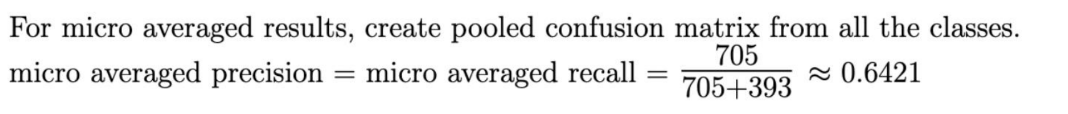 For micro averaged results, create pooled confusion matrix from all the classes.
micro averaged precision = micro averaged recall = \frac{705}{705+393} ≈ 0.6421